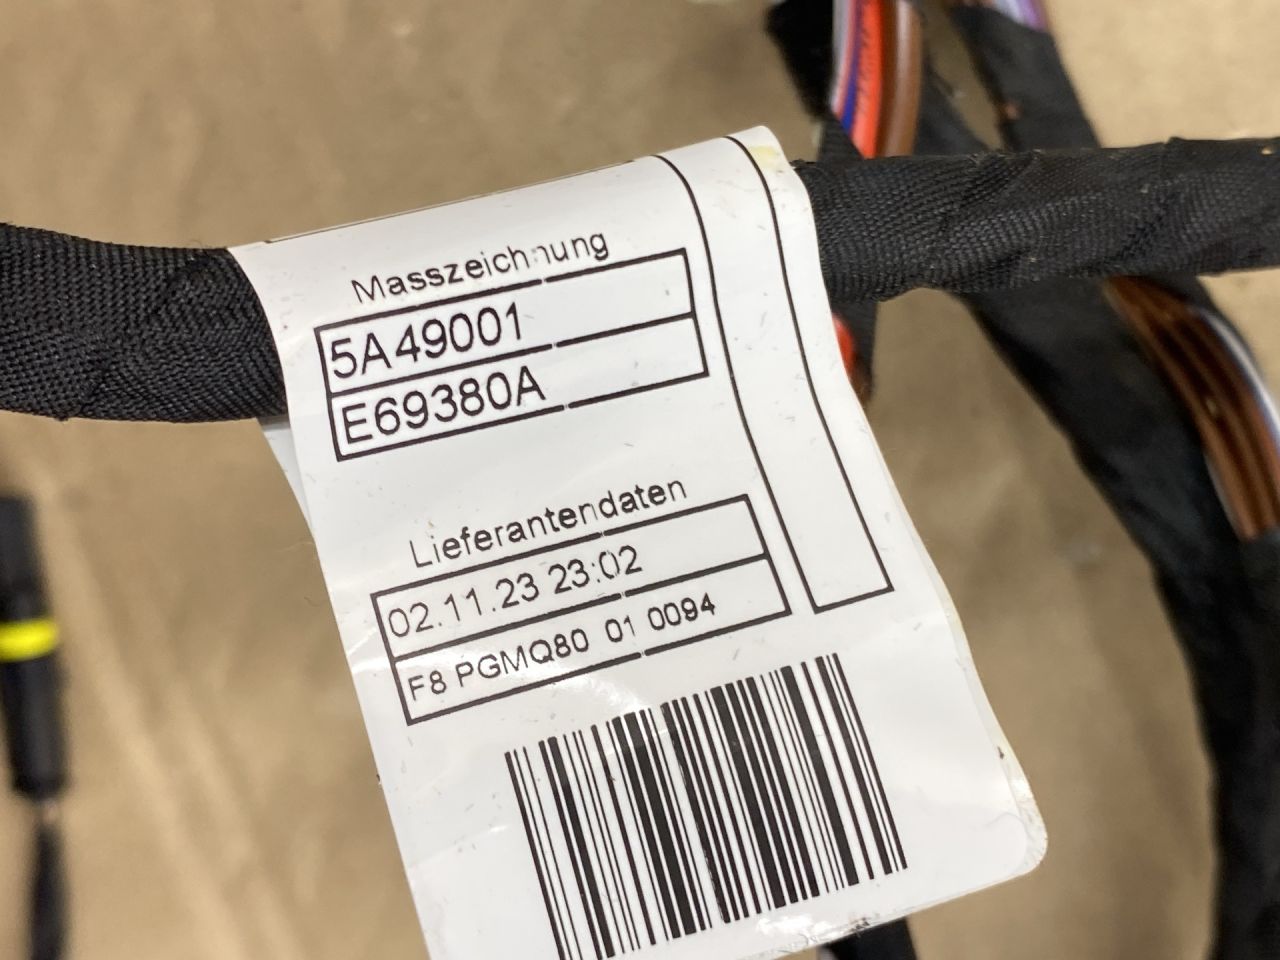 Masszeichnung
5A49001
E69380A
Lieferantendaten
02.11.23 23:02
F8 PGMQ80 01 0094